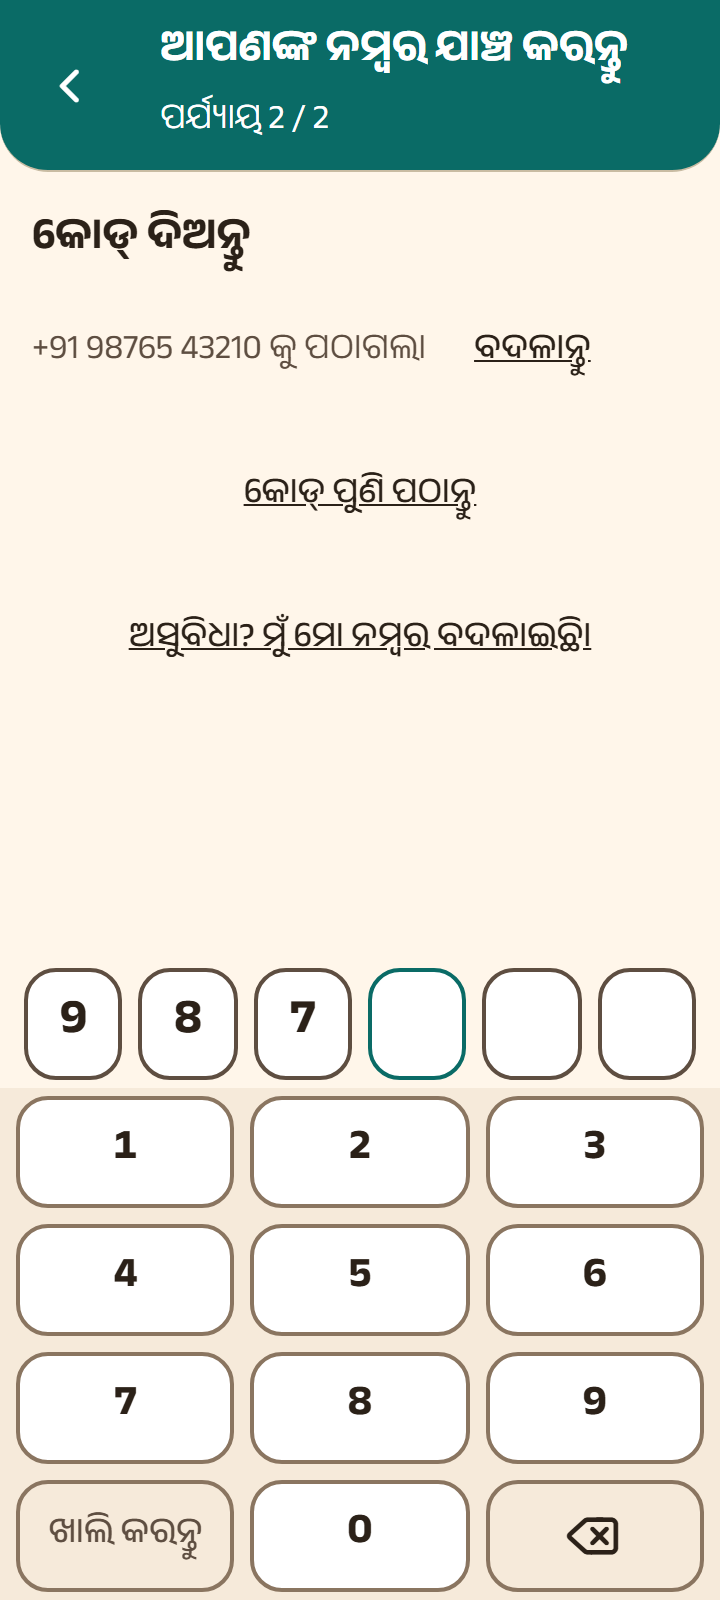 ଆପଣଙ୍କ ନମ୍ବର ଯାଞ୍ଚ କରନ୍ତୁ
ପର୍ଯ୍ୟାୟ 2 / 2
କୋଡ୍ ଦିଅନ୍ତୁ
+91 98765 43210 କୁ ପଠାଗଲା ବଦଳାନ୍ତୁ
କୋଡ୍ ପୁଣି ପଠାନ୍ତୁ
ଅସୁବିଧା? ମୁଁ ମୋ ନମ୍ବର ବଦଳାଇଛି।
9 8 7
1 2 3
4 5 6
7 8 9
ଖାଲି କରନ୍ତୁ 0